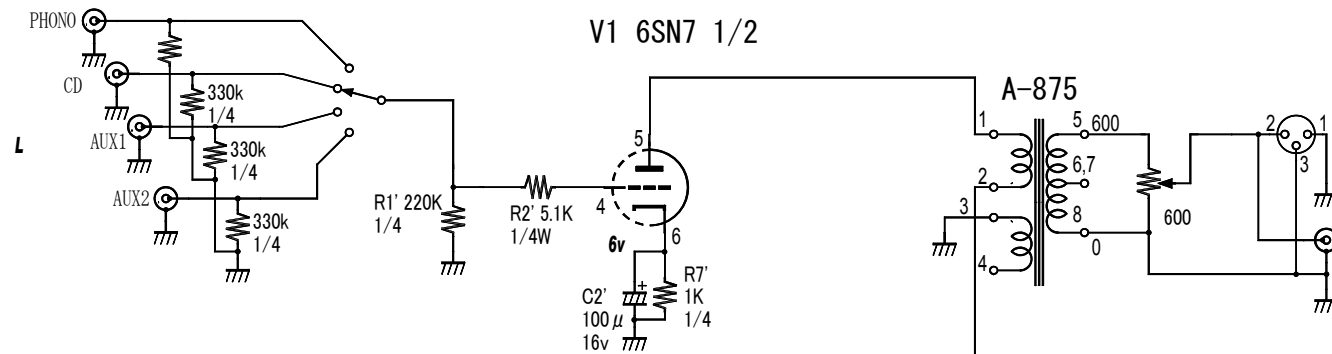 V1 6SN7 1/2
PHONO
CD
330k
1/4
AUX1
L
330k
1/4
AUX2
330k
1/4
R1' 220K
1/4
R2' 5.1K
1/4W
5
4
6
6v
C2'
100μ
16v
+
R7'
1K
1/4
A-875
1
2
3
4
5
600
6,7
8
0
600
2
1
3